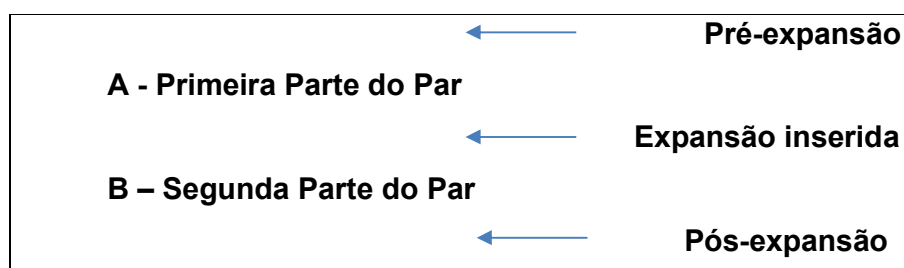 Pré-expansão
A - Primeira Parte do Par
Expansão inserida
B – Segunda Parte do Par
Pós-expansão